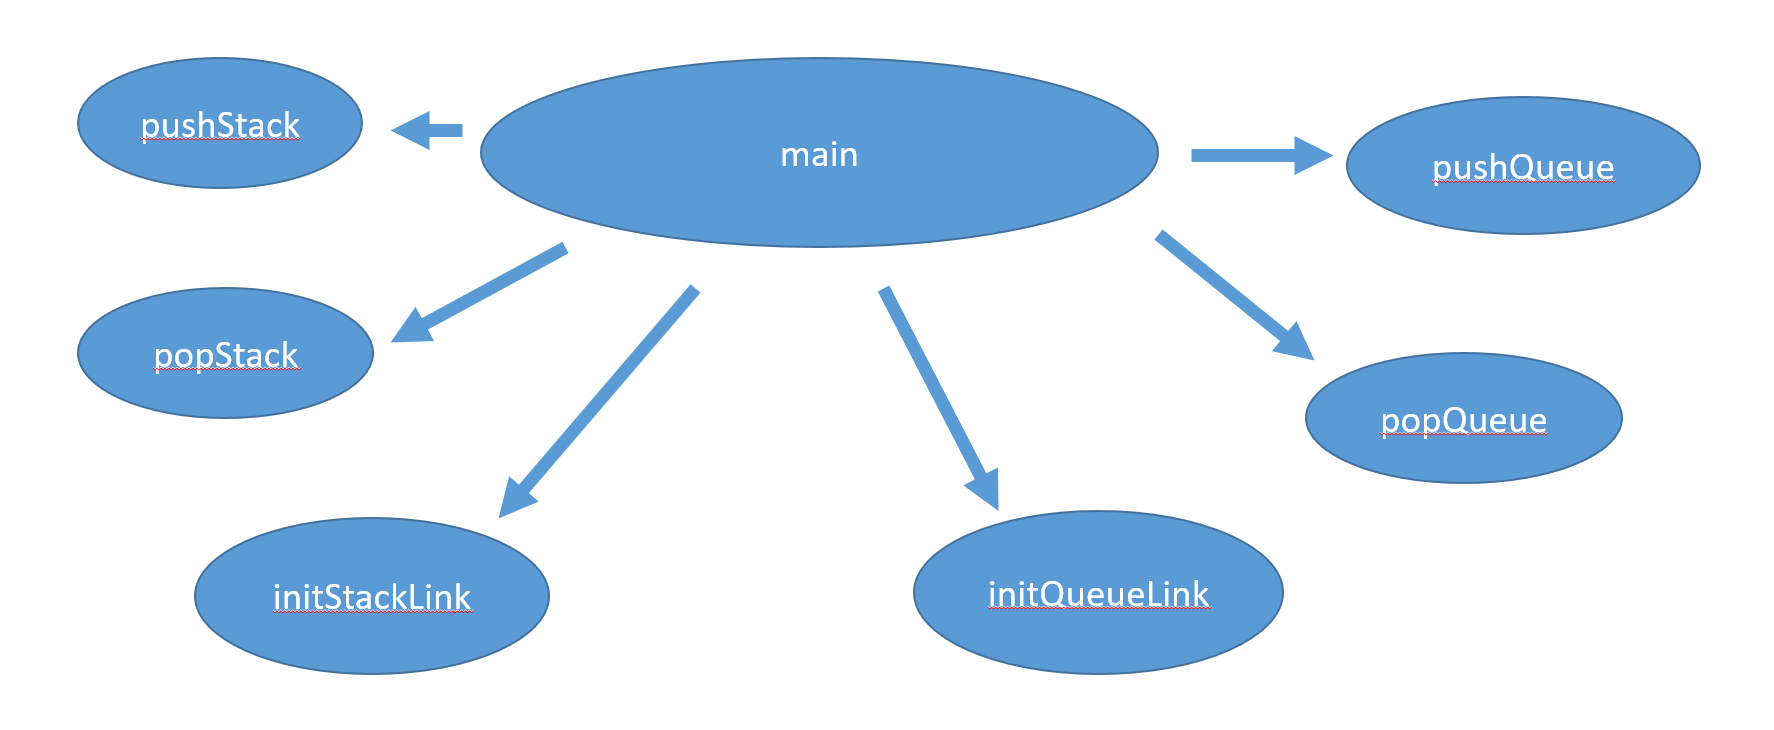 pushStack
main
pushQueue
popStack
popQueue
initStackLink
initQueueLink